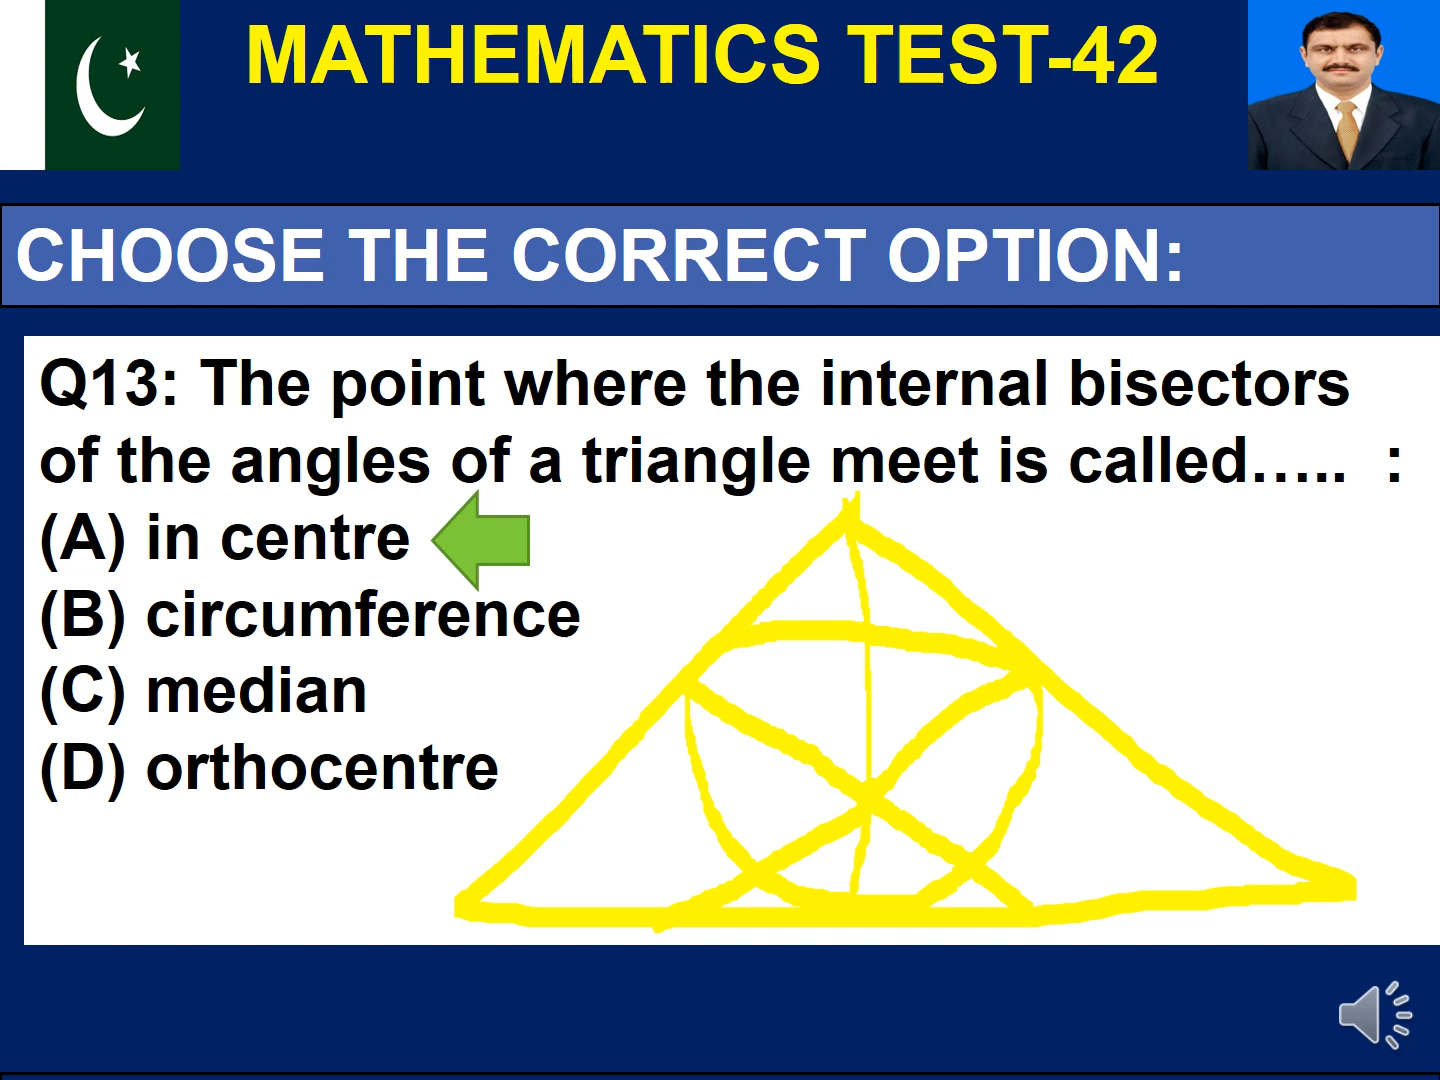 MATHEMATICS TEST-42
CHOOSE THE CORRECT OPTION:
Q13: The point where the internal bisectors
of the angles of a triangle meet is called….. :
(A) in centre
(B) circumference
(C) median
(D) orthocentre